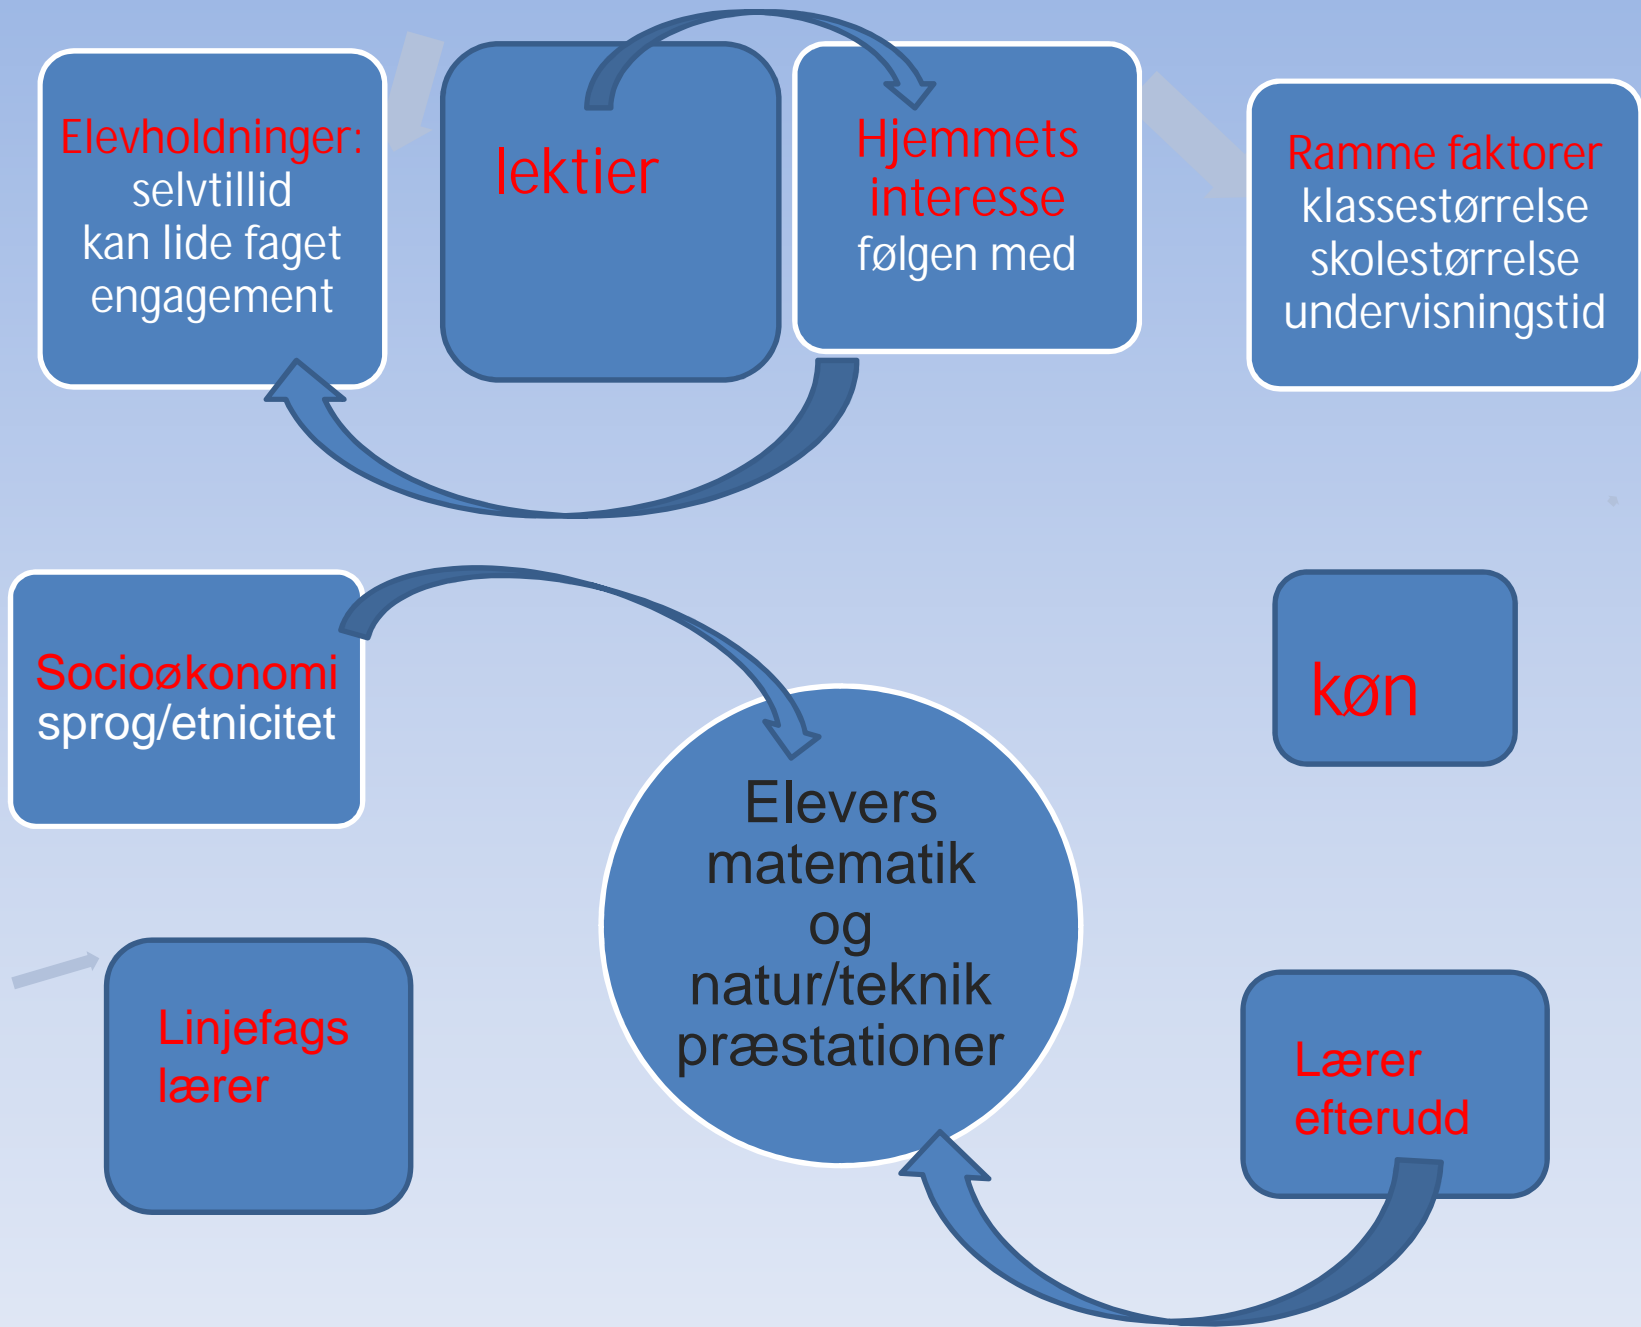 Elevholdninger:
selvtillid
kan lide faget
engagement
lektier
Hjemmets
interesse
følgen med
Ramme faktorer
klassestørrelse
skolestørrelse
undervisningstid
Socioøkonomi
sprog/etnicitet
køn
Elevers
matematik
og
natur/teknik
præstationer
Linjefags
lærer
Lærer
efterudd